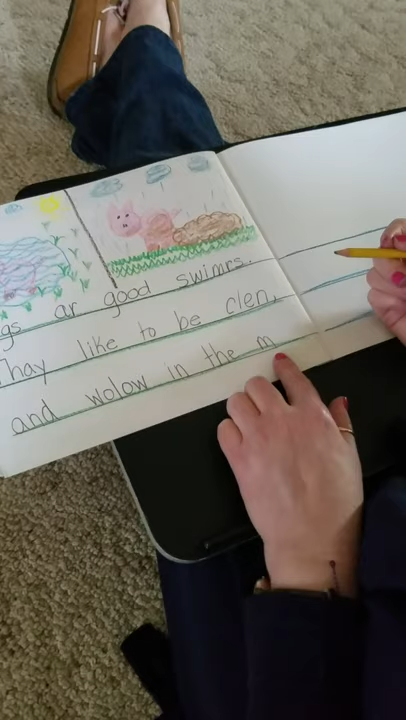 gs ar good swimrs.
Thay like to be clen,
and wolow in the m